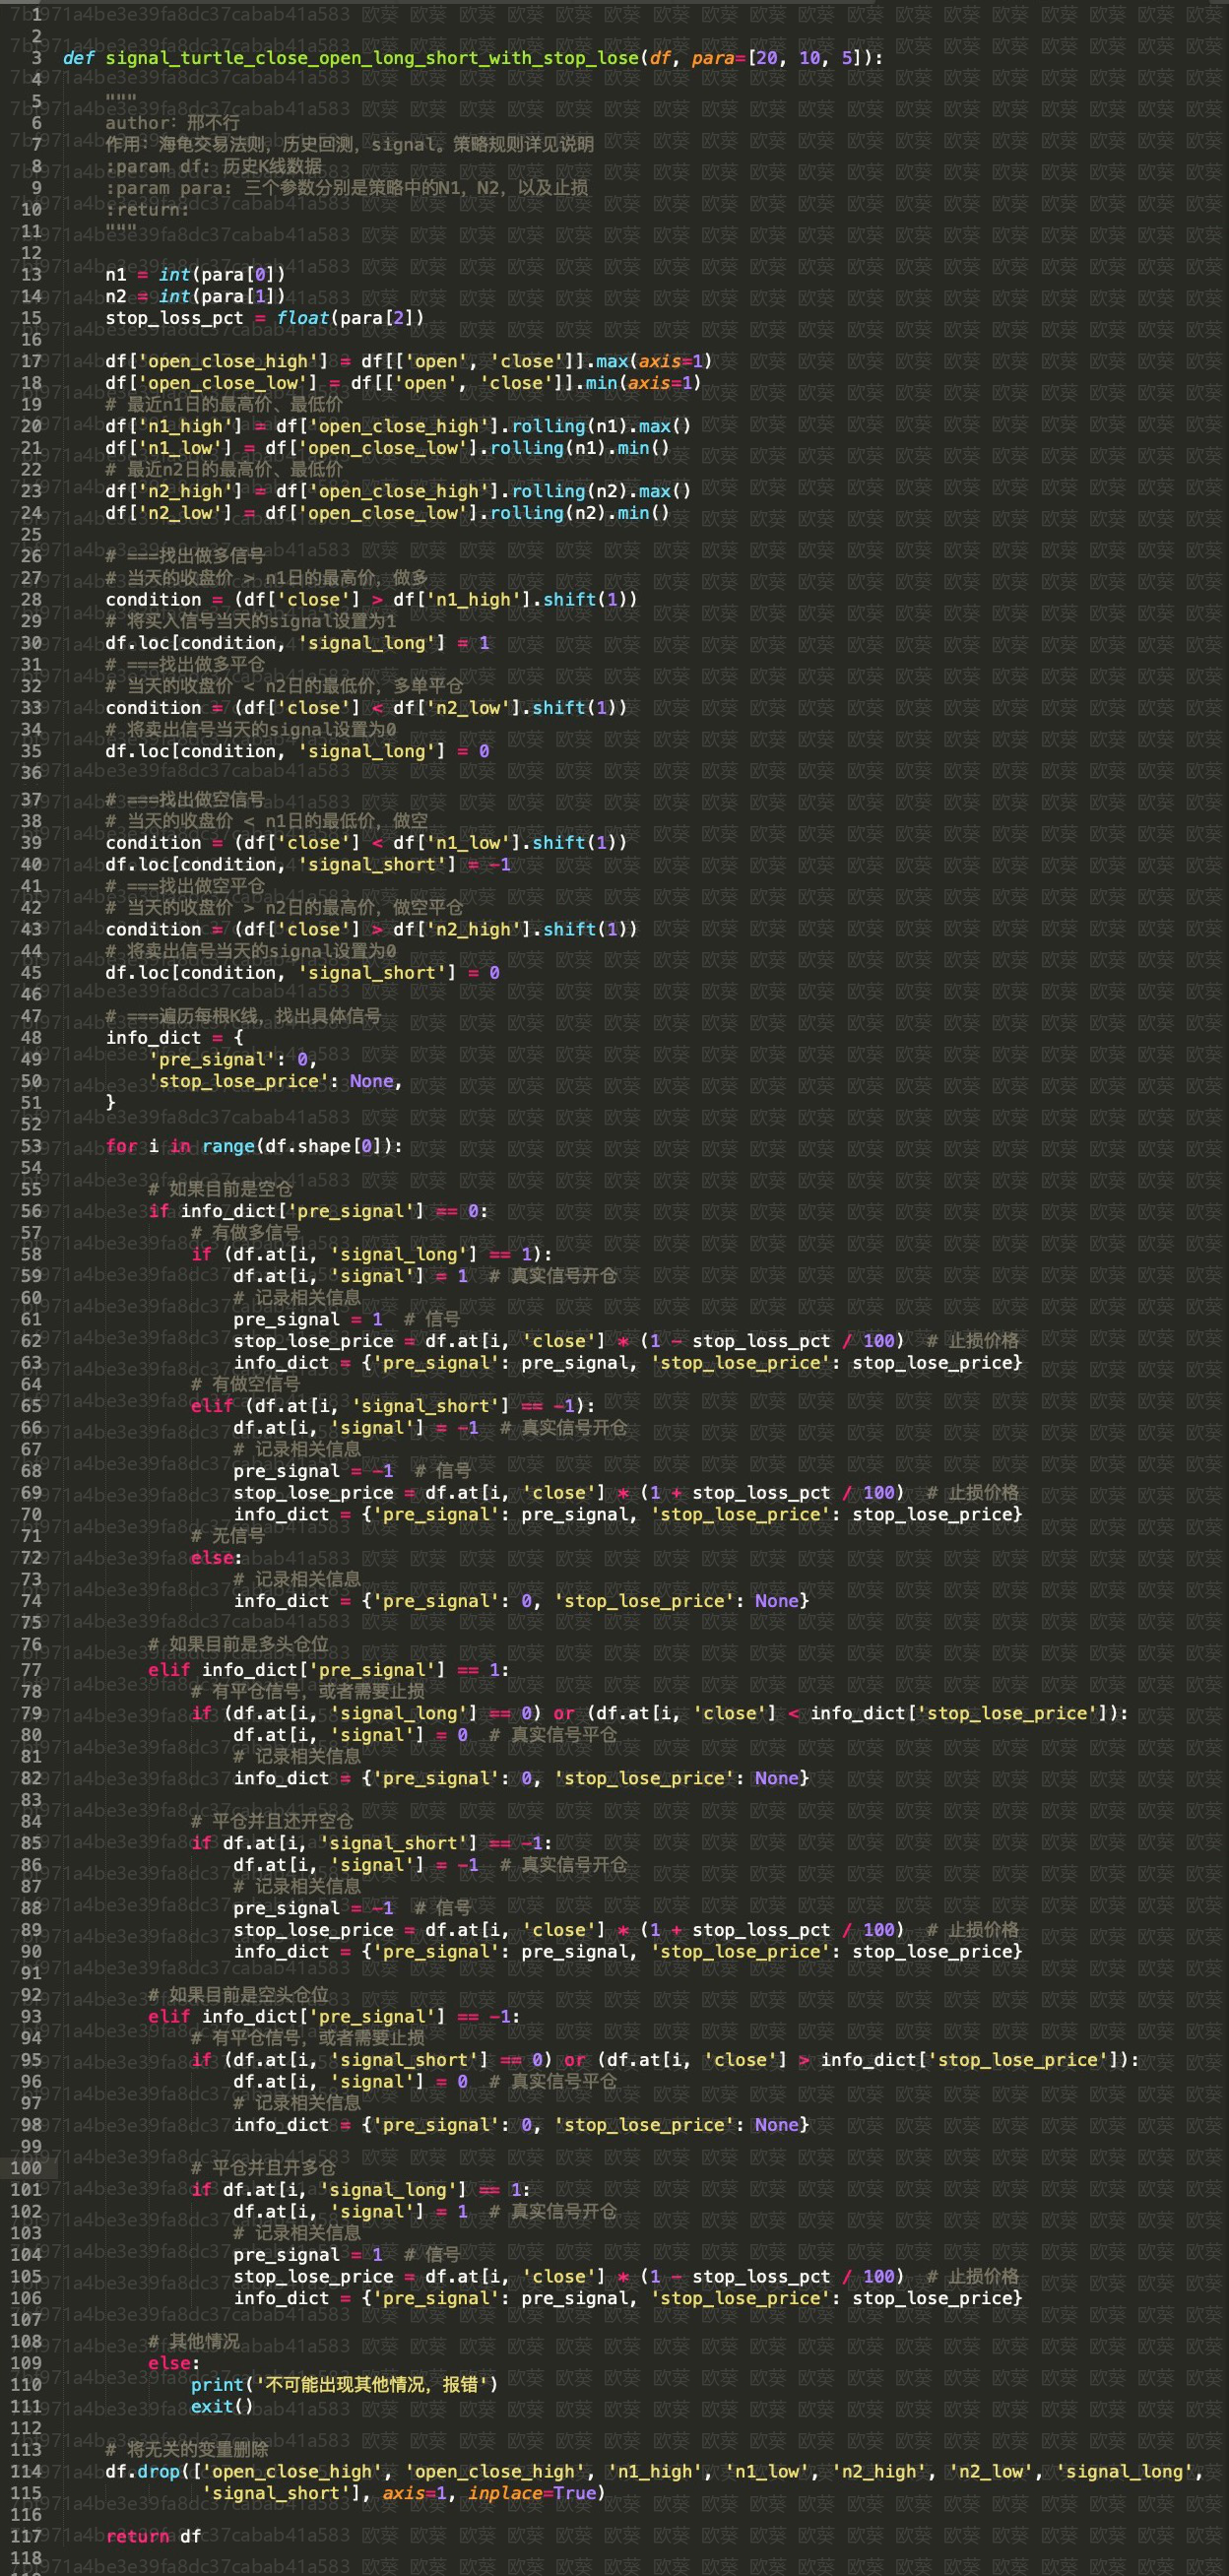 1
2
3 def signal_turtle_close_open_long_short_with_stop_lose(df, para=[20, 10, 5]):
4
5     """
6     author: 邢不行
7     作用: 海龟交易法则, 历史回测, signal。策略规则详见说明
8     :param df: 历史K线数据
9     :param para: 三个参数分别是策略中的N1, N2, 以及止损
10     :return:
11     """
12
13     n1 = int(para[0])
14     n2 = int(para[1])
15     stop_loss_pct = float(para[2])
16
17     df['open_close_high'] = df[['open', 'close']].max(axis=1)
18     df['open_close_low'] = df[['open', 'close']].min(axis=1)
19     # 最近n1日的最高价、最低价
20     df['n1_high'] = df['open_close_high'].rolling(n1).max()
21     df['n1_low'] = df['open_close_low'].rolling(n1).min()
22     # 最近n2日的最高价、最低价
23     df['n2_high'] = df['open_close_high'].rolling(n2).max()
24     df['n2_low'] = df['open_close_low'].rolling(n2).min()
25
26     # ===找出做多信号
27     # 当天的收盘价 > n1日的最高价, 做多
28     condition = (df['close'] > df['n1_high'].shift(1))
29     # 将买入信号当天的signal设置为1
30     df.loc[condition, 'signal_long'] = 1
31     # ===找出做多平仓
32     # 当天的收盘价 < n2日的最低价, 多单平仓
33     condition = (df['close'] < df['n2_low'].shift(1))
34     # 将卖出信号当天的signal设置为0
35     df.loc[condition, 'signal_long'] = 0
36
37     # ===找出做空信号
38     # 当天的收盘价 < n1日的最低价, 做空
39     condition = (df['close'] < df['n1_low'].shift(1))
40     df.loc[condition, 'signal_short'] = -1
41     # ===找出做空平仓
42     # 当天的收盘价 > n2日的最高价, 做空平仓
43     condition = (df['close'] > df['n2_high'].shift(1))
44     # 将卖出信号当天的signal设置为0
45     df.loc[condition, 'signal_short'] = 0
46
47     # ===遍历每根K线, 找出具体信号
48     info_dict = {
49         'pre_signal': 0,
50         'stop_lose_price': None,
51     }
52
53     for i in range(df.shape[0]):
54
55         # 如果目前是空仓
56         if info_dict['pre_signal'] == 0:
57             # 有做多信号
58             if (df.at[i, 'signal_long'] == 1):
59                 df.at[i, 'signal'] = 1  # 真实信号开仓
60                 # 记录相关信息
61                 pre_signal = 1  # 信号
62                 stop_lose_price = df.at[i, 'close'] * (1 - stop_loss_pct / 100)  # 止损价格
63                 info_dict = {'pre_signal': pre_signal, 'stop_lose_price': stop_lose_price}
64             # 有做空信号
65             elif (df.at[i, 'signal_short'] == -1):
66                 df.at[i, 'signal'] = -1  # 真实信号开仓
67                 # 记录相关信息
68                 pre_signal = -1  # 信号
69                 stop_lose_price = df.at[i, 'close'] * (1 + stop_loss_pct / 100)  # 止损价格
70                 info_dict = {'pre_signal': pre_signal, 'stop_lose_price': stop_lose_price}
71             # 无信号
72             else:
73                 # 记录相关信息
74                 info_dict = {'pre_signal': 0, 'stop_lose_price': None}
75
76         # 如果目前是多头仓位
77         elif info_dict['pre_signal'] == 1:
78             # 有平仓信号, 或者需要止损
79             if (df.at[i, 'signal_long'] == 0) or (df.at[i, 'close'] < info_dict['stop_lose_price']):
80                 df.at[i, 'signal'] = 0  # 真实信号平仓
81                 # 记录相关信息
82                 info_dict = {'pre_signal': 0, 'stop_lose_price': None}
83
84             # 平仓并且还开空仓
85             if df.at[i, 'signal_short'] == -1:
86                 df.at[i, 'signal'] = -1  # 真实信号开仓
87                 # 记录相关信息
88                 pre_signal = -1  # 信号
89                 stop_lose_price = df.at[i, 'close'] * (1 + stop_loss_pct / 100)  # 止损价格
90                 info_dict = {'pre_signal': pre_signal, 'stop_lose_price': stop_lose_price}
91
92         # 如果目前是空头仓位
93         elif info_dict['pre_signal'] == -1:
94             # 有平仓信号, 或者需要止损
95             if (df.at[i, 'signal_short'] == 0) or (df.at[i, 'close'] > info_dict['stop_lose_price']):
96                 df.at[i, 'signal'] = 0  # 真实信号平仓
97                 # 记录相关信息
98                 info_dict = {'pre_signal': 0, 'stop_lose_price': None}
99
100             # 平仓并且开多仓
101             if df.at[i, 'signal_long'] == 1:
102                 df.at[i, 'signal'] = 1  # 真实信号开仓
103                 # 记录相关信息
104                 pre_signal = 1  # 信号
105                 stop_lose_price = df.at[i, 'close'] * (1 - stop_loss_pct / 100)  # 止损价格
106                 info_dict = {'pre_signal': pre_signal, 'stop_lose_price': stop_lose_price}
107
108         # 其他情况
109         else:
110             print('不可能出现其他情况, 报错')
111             exit()
112
113     # 将无关的变量删除
114     df.drop(['open_close_high', 'open_close_high', 'n1_high', 'n1_low', 'n2_high', 'n2_low', 'signal_long',
115              'signal_short'], axis=1, inplace=True)
116
117     return df
118